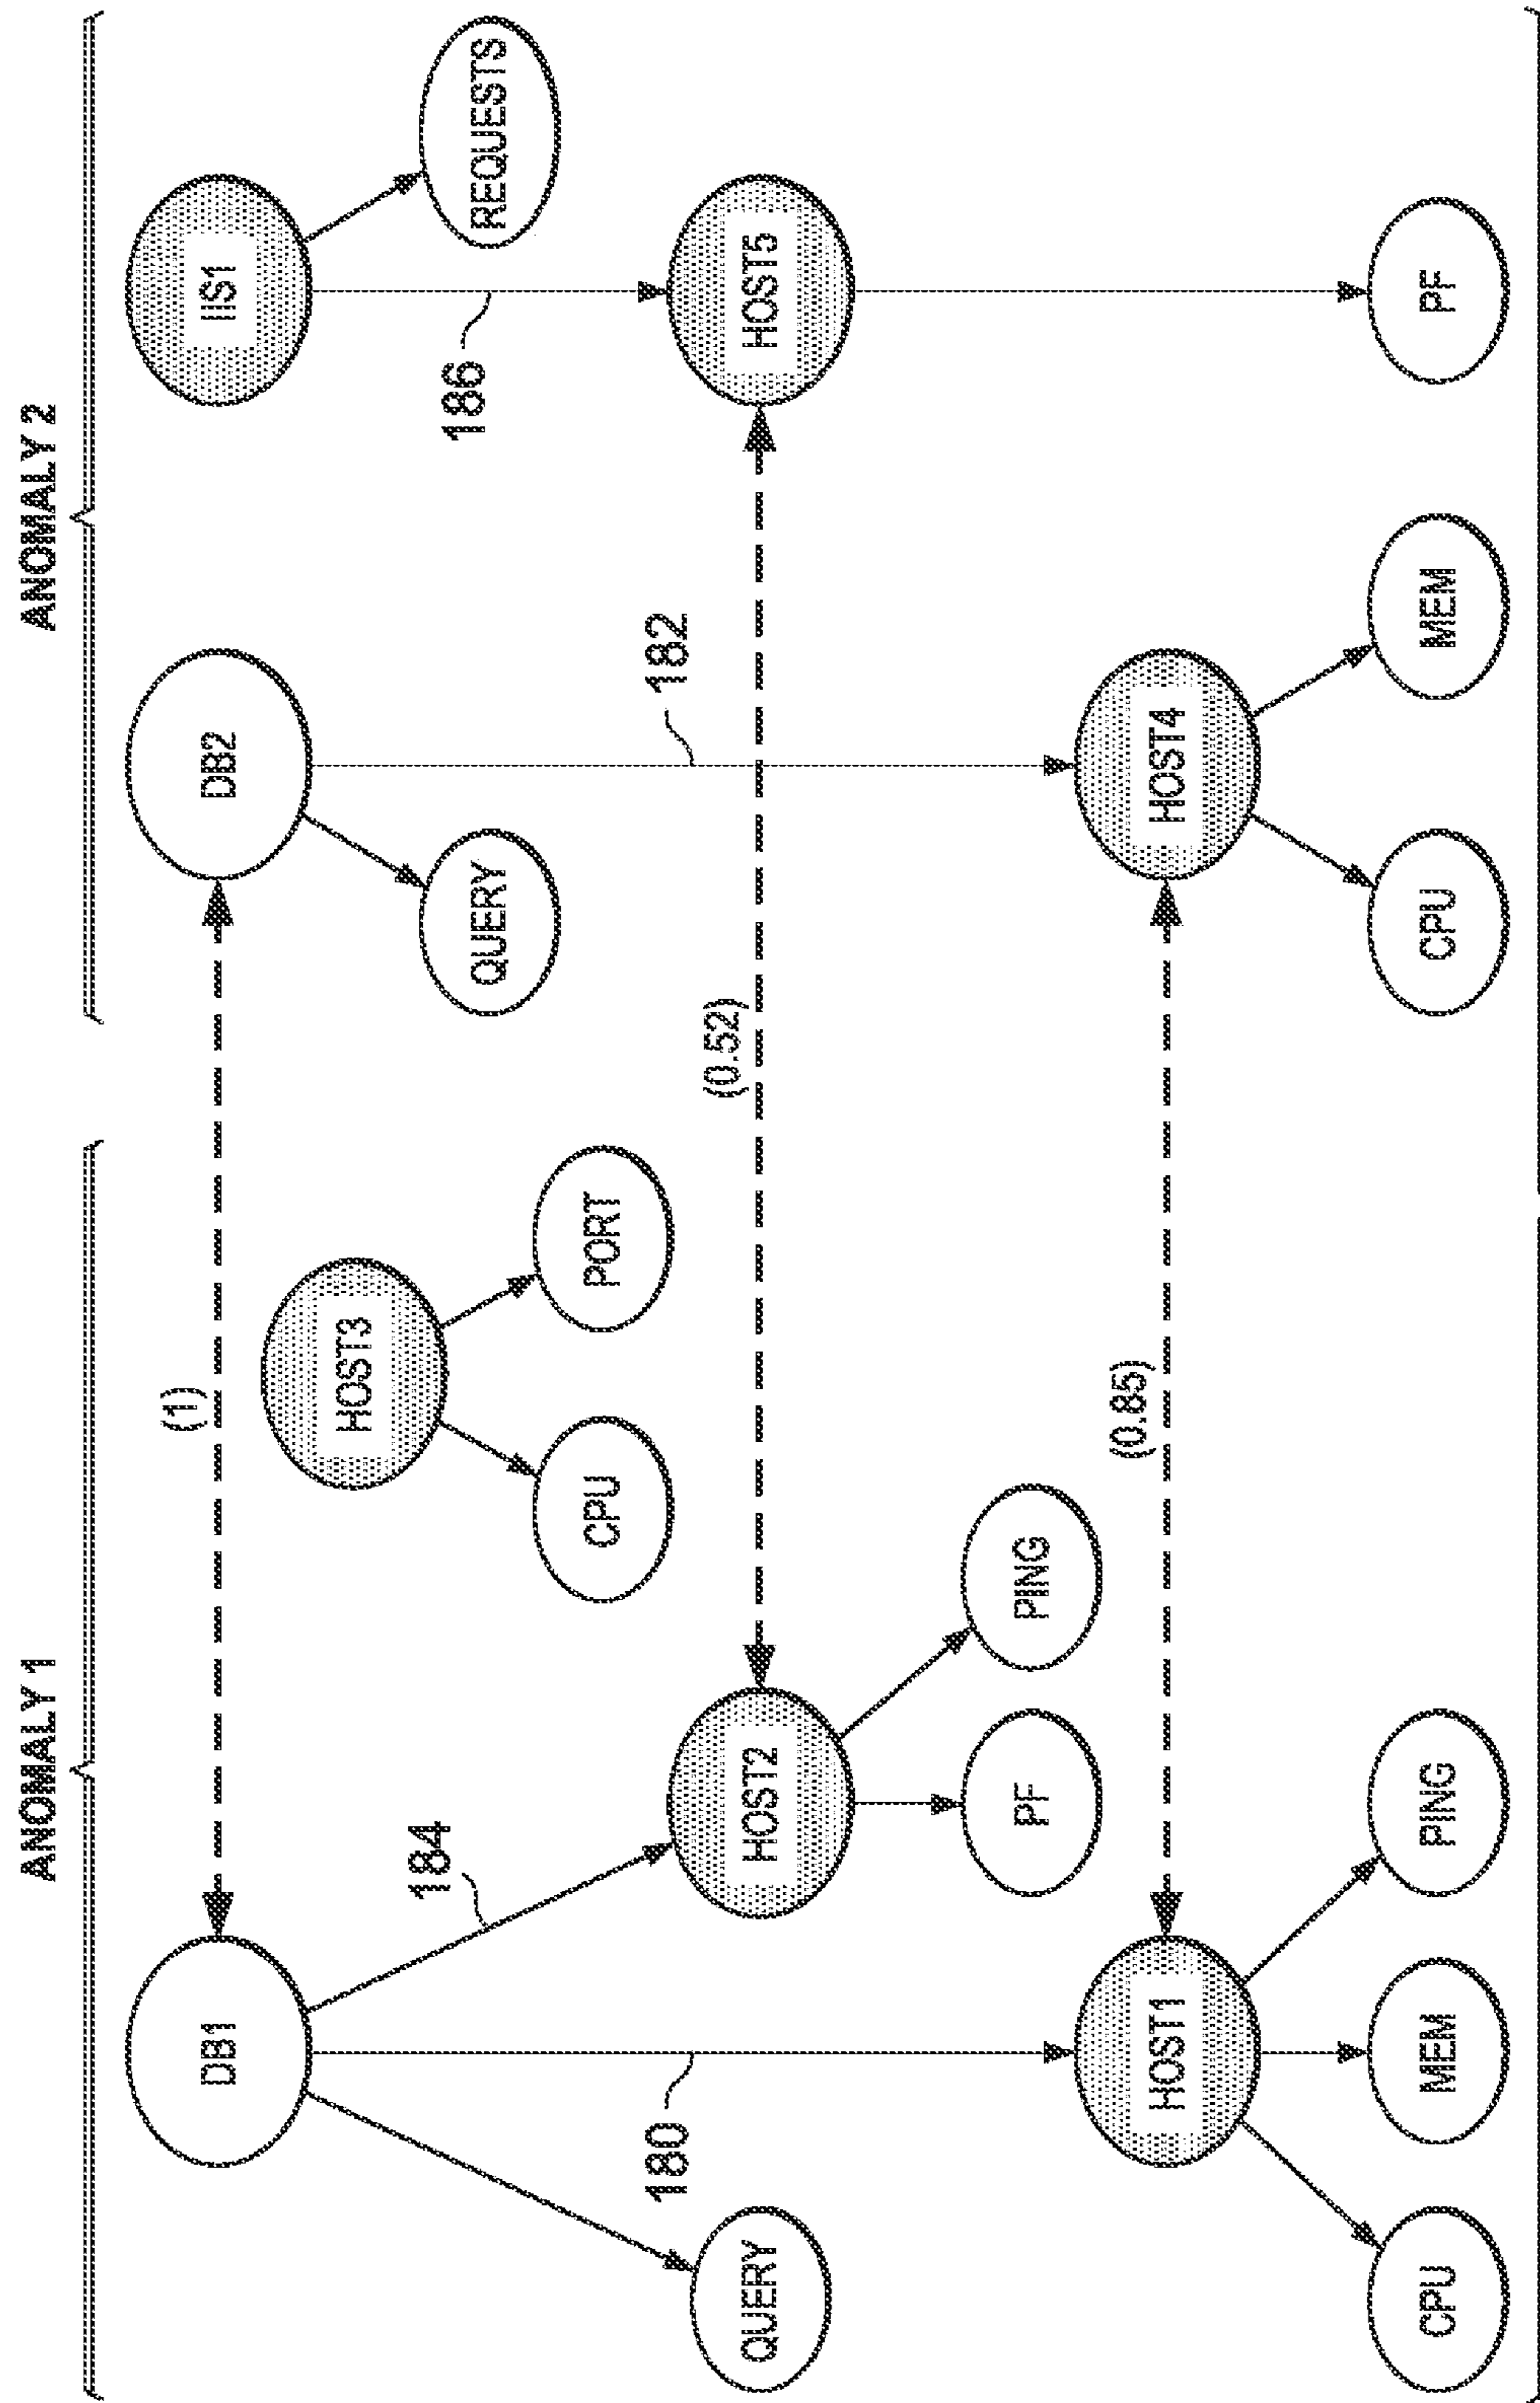 ANOMALY 1
ANOMALY 2
DB1
(1)
DB2
IIS1
HOST3
184
QUERY
186
REQUESTS
CPU
PORT
180
182
QUERY
HOST2
(0.52)
HOST5
PF
PING
HOST1
(0.85)
HOST4
CPU
MEM
PING
CPU
MEM
PF